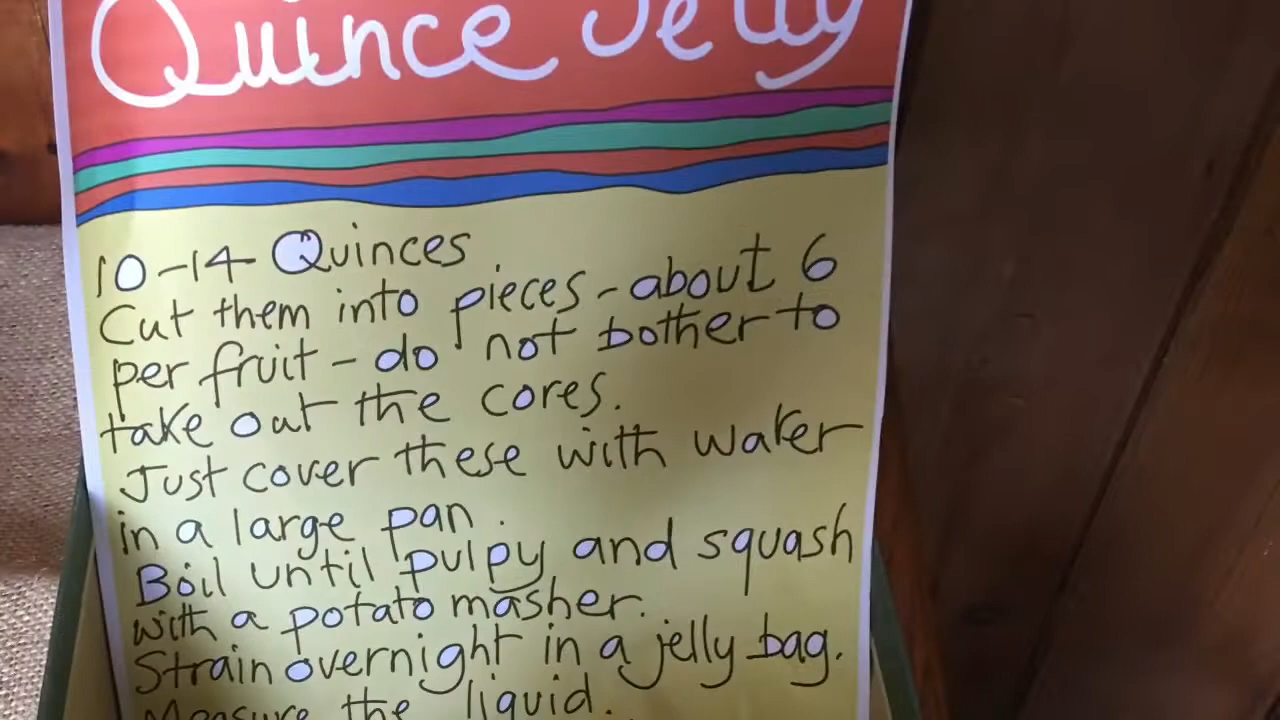 Quince Jelly
10-14 Quinces
Cut them into pieces - about 6
per fruit - do not bother to
take out the cores.
Just cover these with water
in a large pan.
Boil until pulpy and squash
with a potato masher.
Strain overnight in a jelly bag.
Measure the liquid.